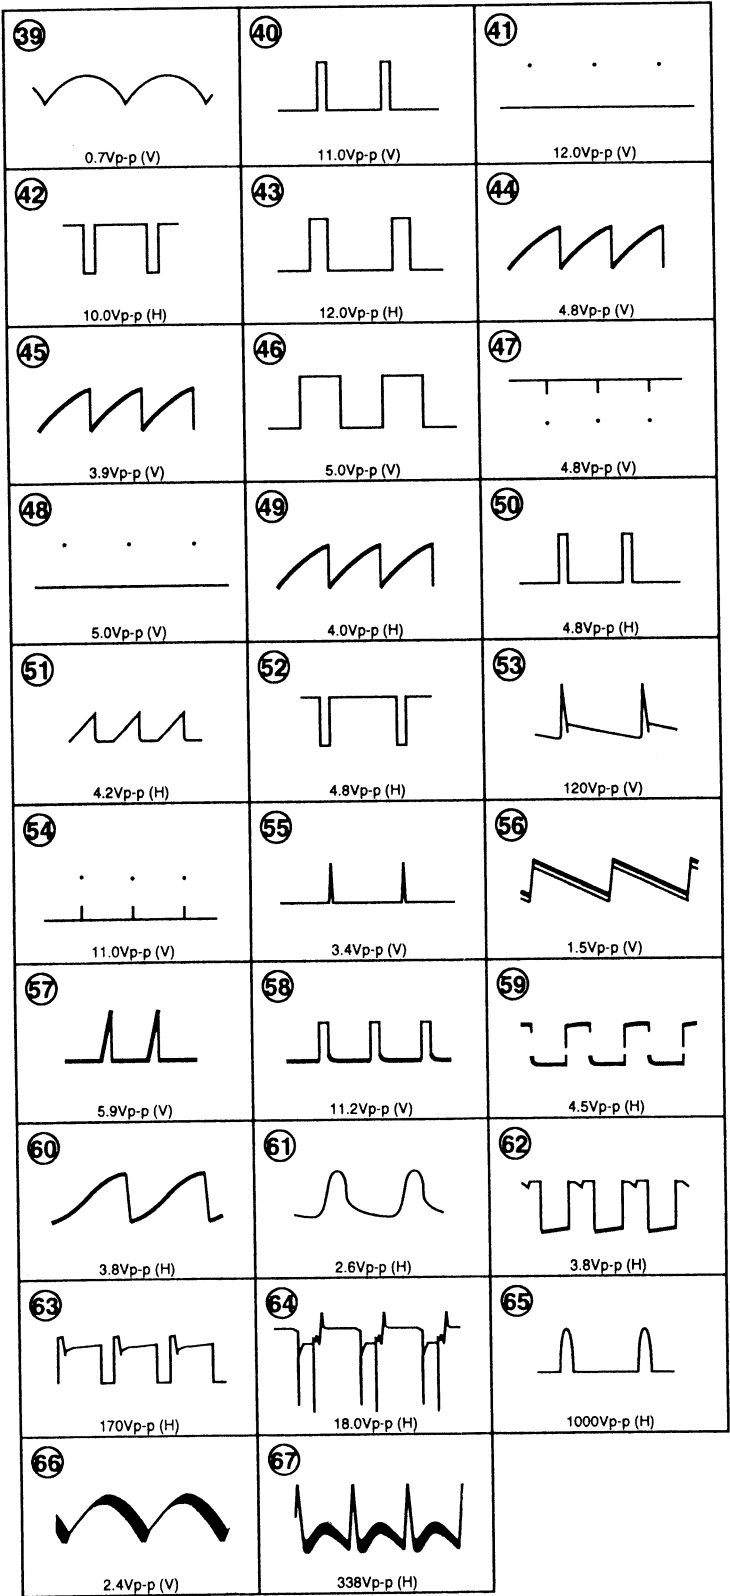 39
0.7Vp-p (V)
40
11.0Vp-p (V)
41
12.0Vp-p (V)
42
10.0Vp-p (H)
43
12.0Vp-p (H)
44
4.8Vp-p (V)
45
3.9Vp-p (V)
46
5.0Vp-p (V)
47
4.8Vp-p (V)
48
5.0Vp-p (V)
49
4.0Vp-p (H)
50
4.8Vp-p (H)
51
4.2Vp-p (H)
52
4.8Vp-p (H)
53
120Vp-p (V)
54
11.0Vp-p (V)
55
3.4Vp-p (V)
56
1.5Vp-p (V)
57
5.9Vp-p (V)
58
11.2Vp-p (V)
59
4.5Vp-p (H)
60
3.8Vp-p (H)
61
2.6Vp-p (H)
62
3.8Vp-p (H)
63
170Vp-p (H)
64
18.0Vp-p (H)
65
1000Vp-p (H)
66
2.4Vp-p (V)
67
338Vp-p (H)